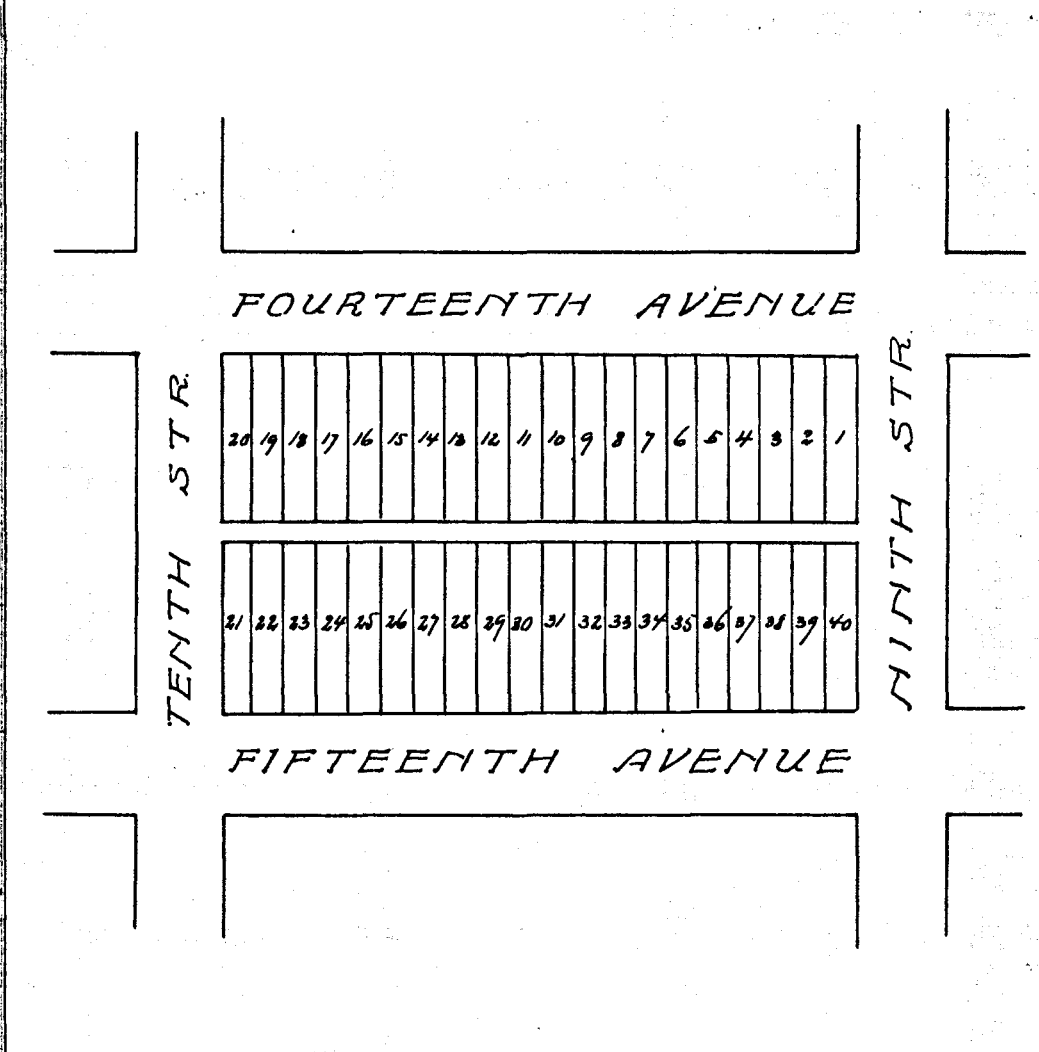 FOURTEENTH AVENUE
TENTH STR.
NINTH STR.
20 19 18 17 16 15 14 13 12 11 10 9 8 7 6 5 4 3 2 1
21 22 23 24 25 26 27 28 29 30 31 32 33 34 35 36 37 38 39 40
FIFTEENTH AVENUE